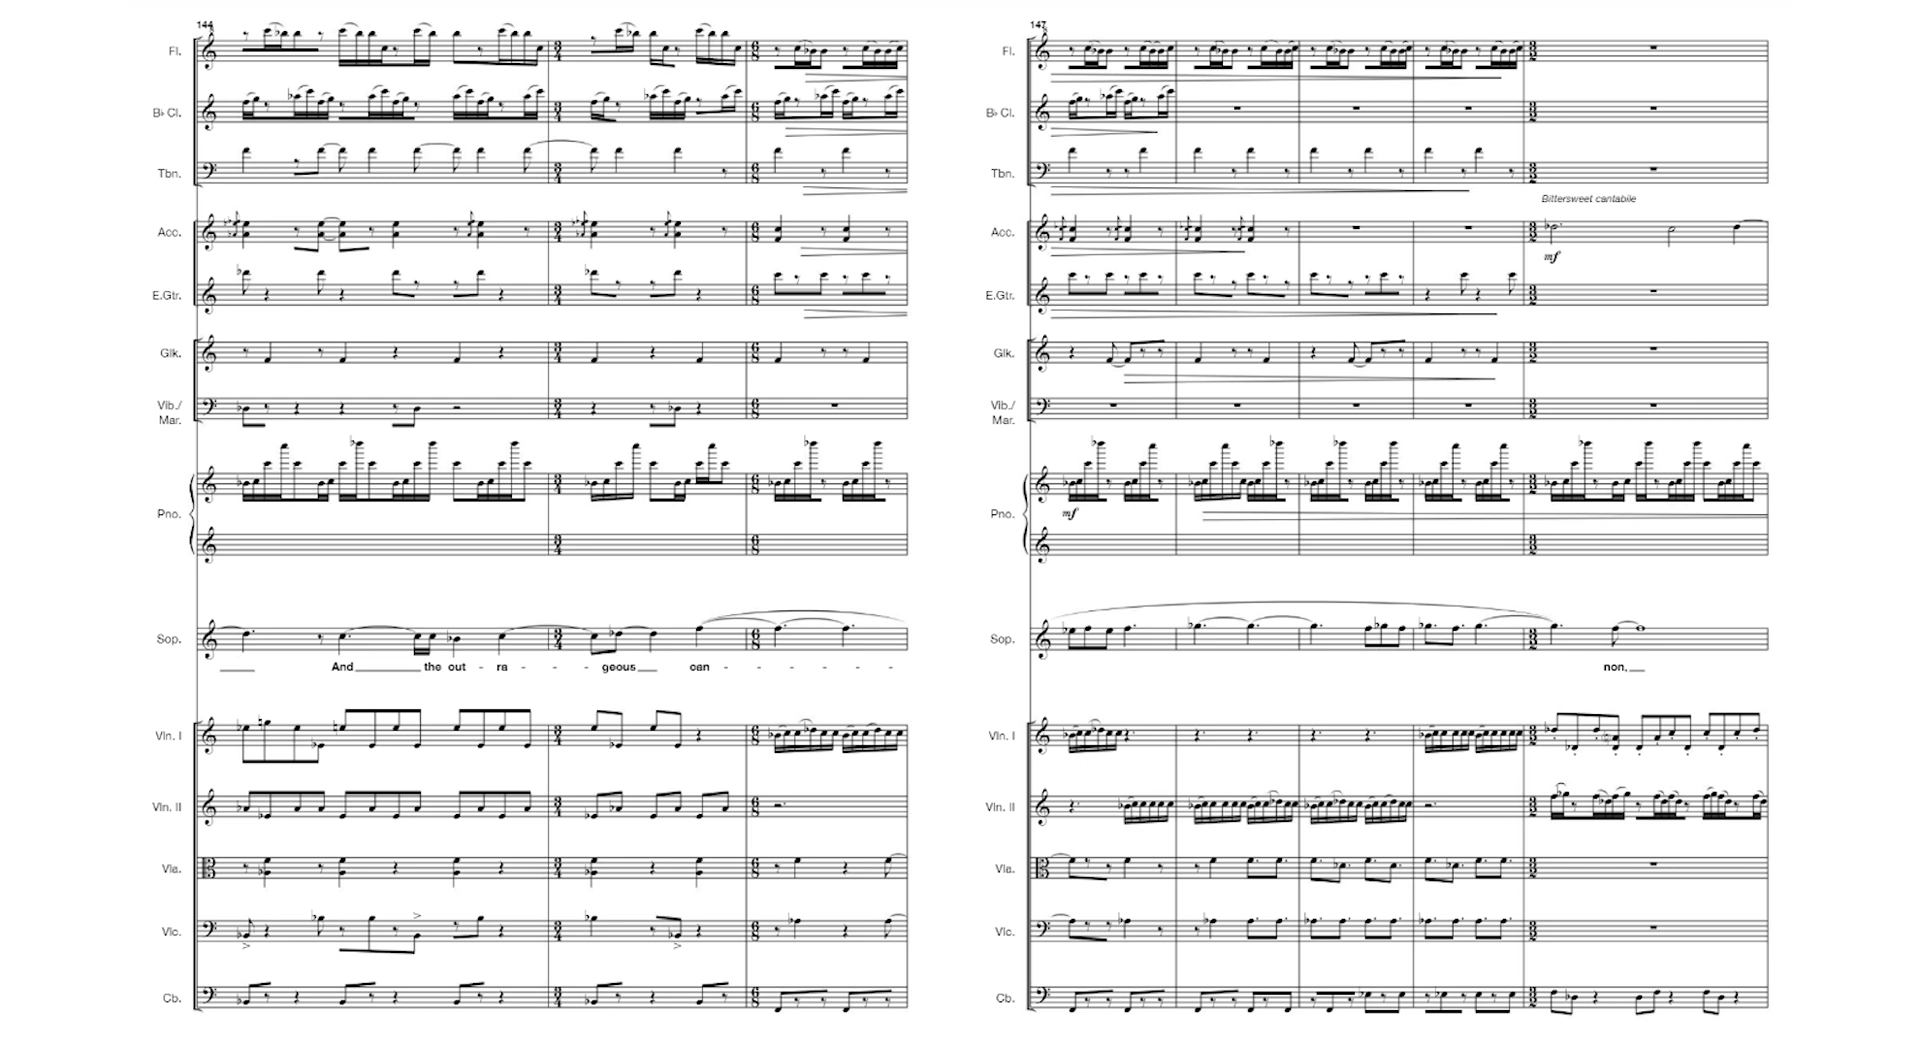 144
Fl.
B♭ Cl.
Tbn.
Acc.
E.Gtr.
Glk.
Vib./
Mar.
Pno.
Sop.
And the out - ra - - - geous can - - - -
Vln. I
Vln. II
Vla.
Vlc.
Cb.
147
Fl.
B♭ Cl.
Tbn.
Bittersweet cantabile
Acc.
mf
E.Gtr.
Glk.
Vib./
Mar.
Pno.
mf
Sop.
non.
Vln. I
Vln. II
Vla.
Vlc.
Cb.